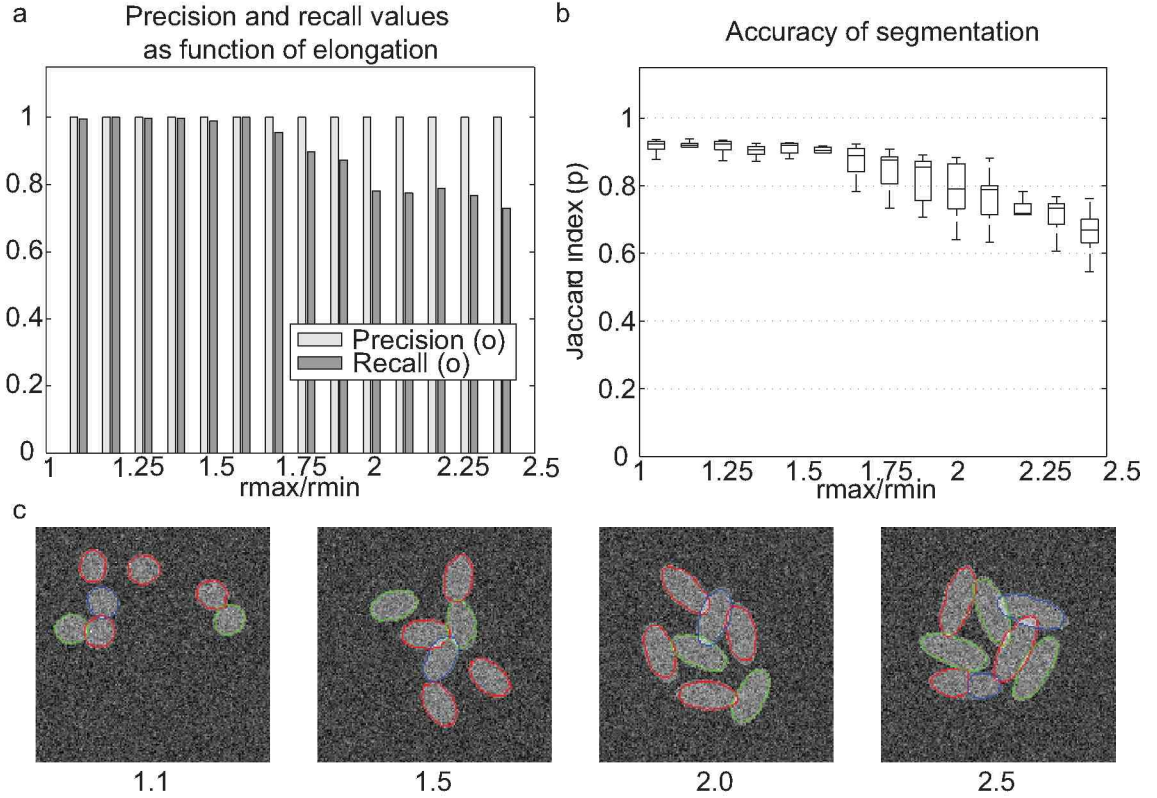 a
Precision and recall values
as function of elongation
1
0.8
0.6
0.4
0.2
0
Precision (o)
Recall (o)
1 1.25 1.5 1.75 2 2.25 2.5
rmax/rmin
b
Accuracy of segmentation
Jaccard index (p)
1
0.8
0.6
0.4
0.2
0
1 1.25 1.5 1.75 2 2.25 2.5
rmax/rmin
c
1.1 1.5 2.0 2.5